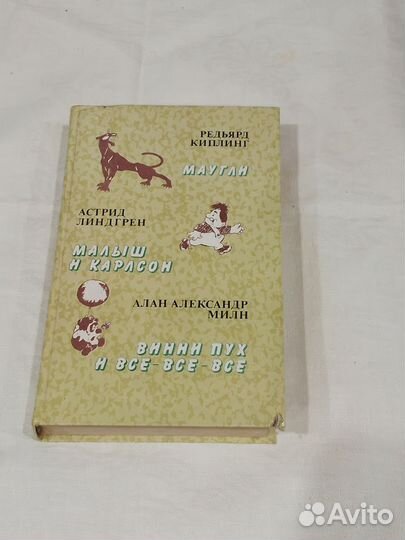 РЕДЬЯРД
КИПЛИНГ
МАУГЛИ
АСТРИД
ЛИНДГРЕН
МАЛЫШ
И КАРЛСОН
АЛАН АЛЕКСАНДР
МИЛН
ВИННИ ПУХ
И ВСЕ-ВСЕ-ВСЕ
Avito